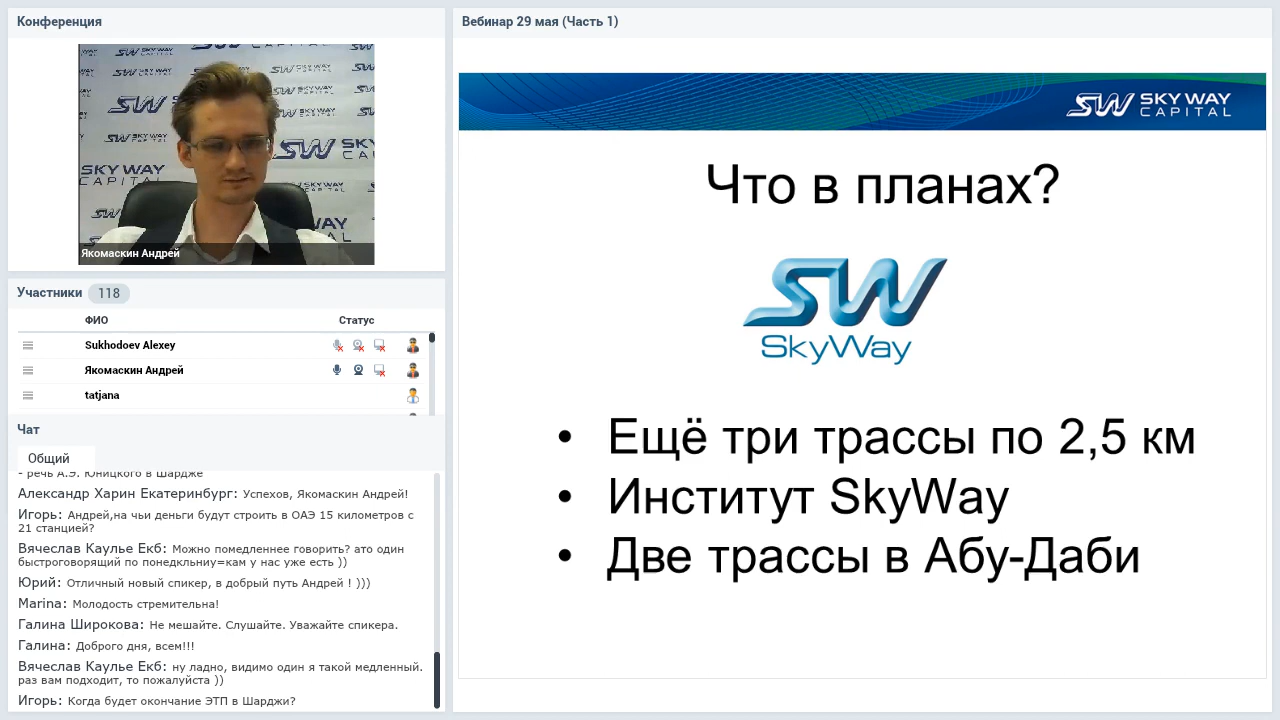 Конференция
Якомаскин Андрей
Участники 118
ФИО Статус
Sukhodoev Alexey
Якомаскин Андрей
tatjana
Чат
Общий
- речь А.Э. Юницкого в Шардже
Александр Харин Екатеринбург: Успехов, Якомаскин Андрей!
Игорь: Андрей,на чьи деньги будут строить в ОАЭ 15 километров с
21 станцией?
Вячеслав Каулье Екб: Можно помедленнее говорить? ато один
быстроговорящий по понедкльниу=кам у нас уже есть ))
Юрий: Отличный новый спикер, в добрый путь Андрей ! )))
Marina: Молодость стремительна!
Галина Широкова: Не мешайте. Слушайте. Уважайте спикера.
Галина: Доброго дня, всем!!!
Вячеслав Каулье Екб: ну ладно, видимо один я такой медленный.
раз вам подходит, то пожалуйста ))
Игорь: Когда будет окончание ЭТП в Шарджи?
Вебинар 29 мая (Часть 1)
SW SKY WAY
CAPITAL
Что в планах?
SW
SkyWay
• Ещё три трассы по 2,5 км
• Институт SkyWay
• Две трассы в Абу-Даби